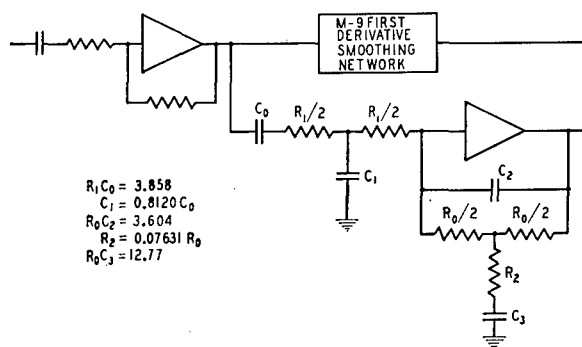 M-9 FIRST
DERIVATIVE
SMOOTHING
NETWORK
C₀
R₁/2
R₁/2
C₁
C₂
R₀/2
R₀/2
R₂
C₃
R₁C₀ = 3.858
C₁ = 0.8120 C₀
R₀C₂ = 3.604
R₂ = 0.07631 R₀
R₀C₃ = 12.77